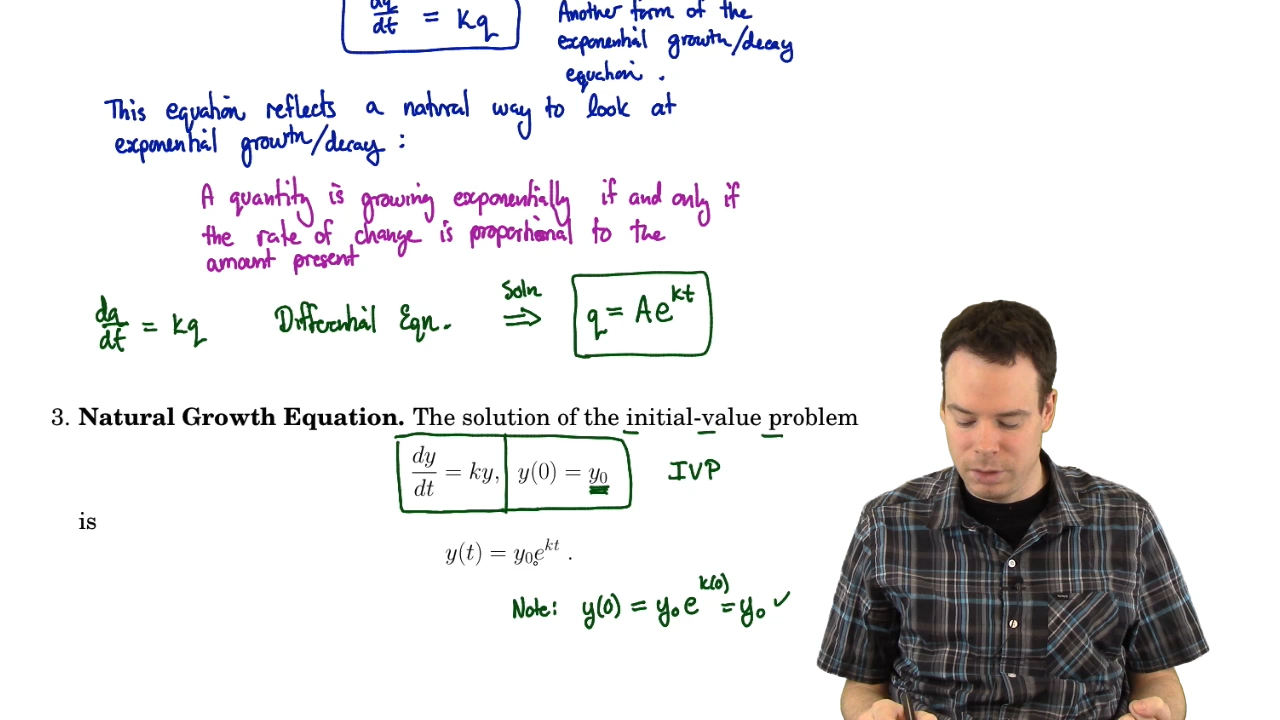 dq/dt = kq
Another form of the
exponential growth/decay
equation.
This equation reflects a natural way to look at
exponential growth/decay:
A quantity is growing exponentially if and only if
the rate of change is proportional to the
amount present
dq/dt = kq Differential Eqn. Soln ⇒ q = Ae^{kt}
3. Natural Growth Equation. The solution of the initial-value problem
dy/dt = ky, y(0) = y₀ IVP
is
y(t) = y₀e^{kt} .
Note: y(0) = y₀e^{k(0)} = y₀ ✓